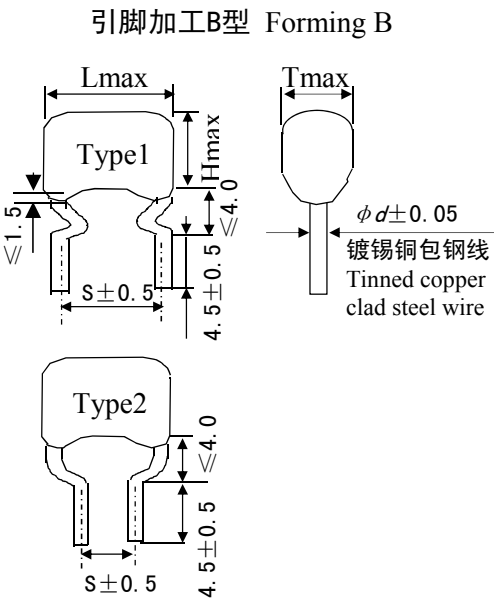 引脚加工B型 Forming B
Lmax
Tmax
Type1
Hmax
≤1.5
≤4.0
S±0.5
4.5±0.5
ϕd±0.05
镀锡铜包钢线
Tinned copper
clad steel wire
Type2
≤4.0
S±0.5
4.5±0.5